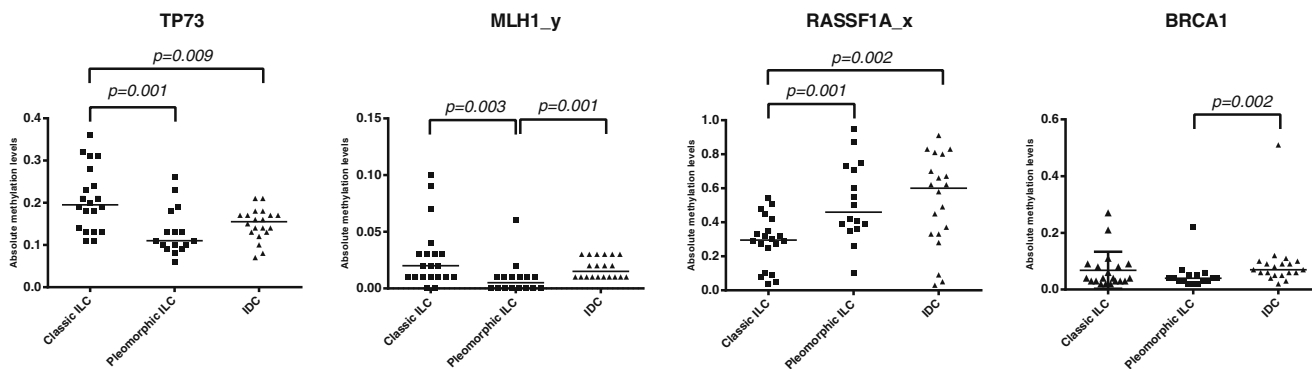 TP73
p=0.009
p=0.001
Absolute methylation levels
0.4
0.3
0.2
0.1
0.0
Classic ILC
Pleomorphic ILC
IDC
MLH1_y
p=0.003
p=0.001
Absolute methylation levels
0.15
0.10
0.05
0.00
Classic ILC
Pleomorphic ILC
IDC
RASSF1A_x
p=0.002
p=0.001
Absolute methylation levels
1.0
0.8
0.6
0.4
0.2
0.0
Classic ILC
Pleomorphic ILC
IDC
BRCA1
p=0.002
Absolute methylation levels
0.6
0.4
0.2
0.0
Classic ILC
Pleomorphic ILC
IDC